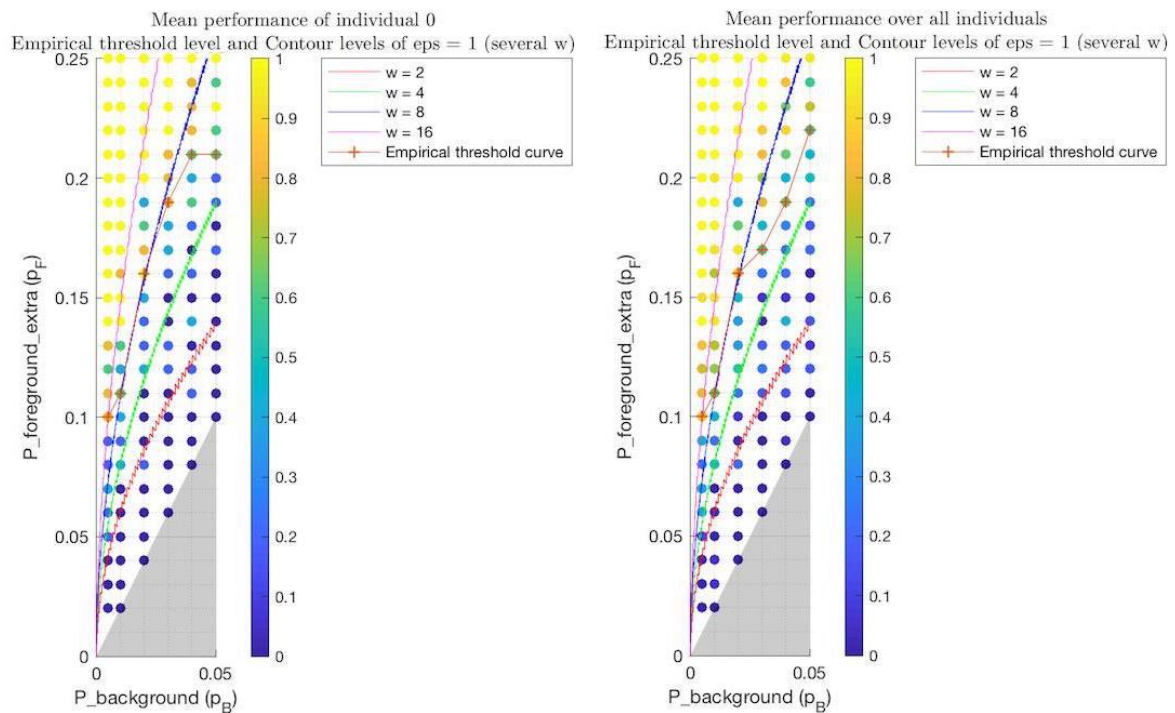 Mean performance of individual 0
Empirical threshold level and Contour levels of eps = 1 (several w)
0.25
0.2
0.15
0.1
0.05
0
P_foreground_extra (p_F)
0
0.05
P_background (p_B)
1
0.9
0.8
0.7
0.6
0.5
0.4
0.3
0.2
0.1
0
w = 2
w = 4
w = 8
w = 16
Empirical threshold curve
Mean performance over all individuals
Empirical threshold level and Contour levels of eps = 1 (several w)
0.25
0.2
0.15
0.1
0.05
0
P_foreground_extra (p_F)
0
0.05
P_background (p_B)
1
0.9
0.8
0.7
0.6
0.5
0.4
0.3
0.2
0.1
0
w = 2
w = 4
w = 8
w = 16
Empirical threshold curve